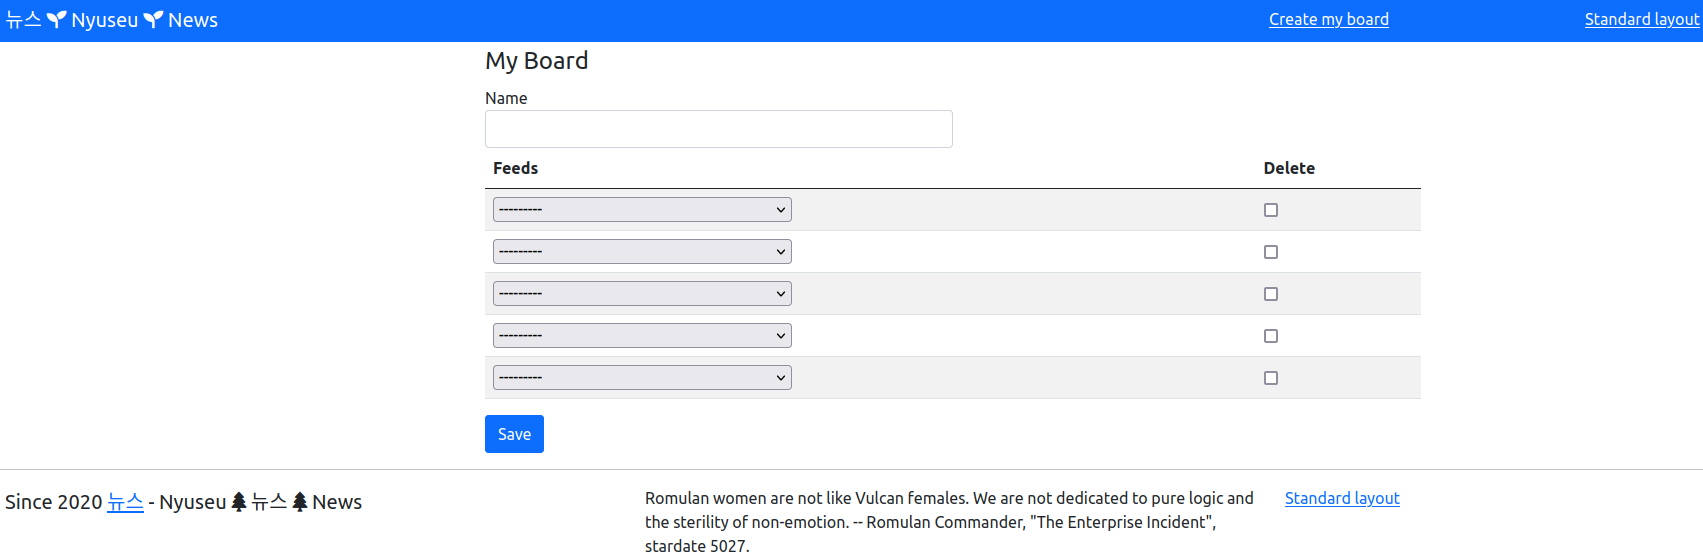 뉴스 Nyuseu News
Create my board
Standard layout
My Board
Name
Feeds
Delete
---------
---------
---------
---------
---------
Save
Since 2020 뉴스 - Nyuseu 뉴스 News
Romulan women are not like Vulcan females. We are not dedicated to pure logic and
the sterility of non-emotion. -- Romulan Commander, "The Enterprise Incident",
stardate 5027.
Standard layout